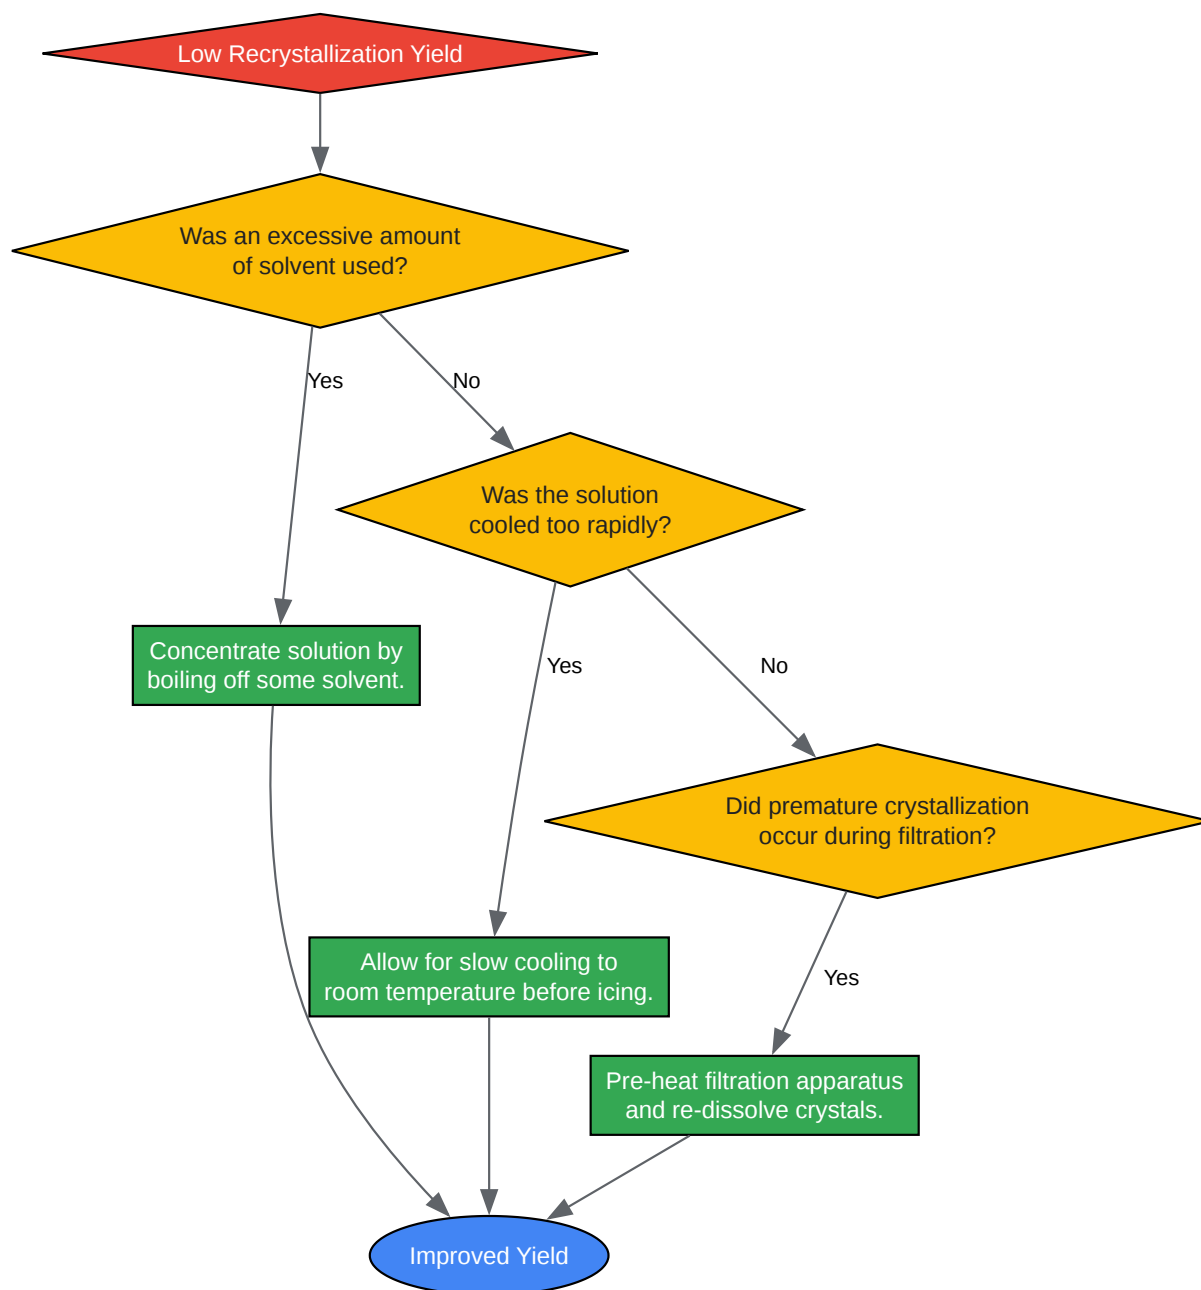 Low Recrystallization Yield
Was an excessive amount
of solvent used?
Yes
No
Was the solution
cooled too rapidly?
Concentrate solution by
boiling off some solvent.
Yes
No
Did premature crystallization
occur during filtration?
Allow for slow cooling to
room temperature before icing.
Yes
Pre-heat filtration apparatus
and re-dissolve crystals.
Improved Yield